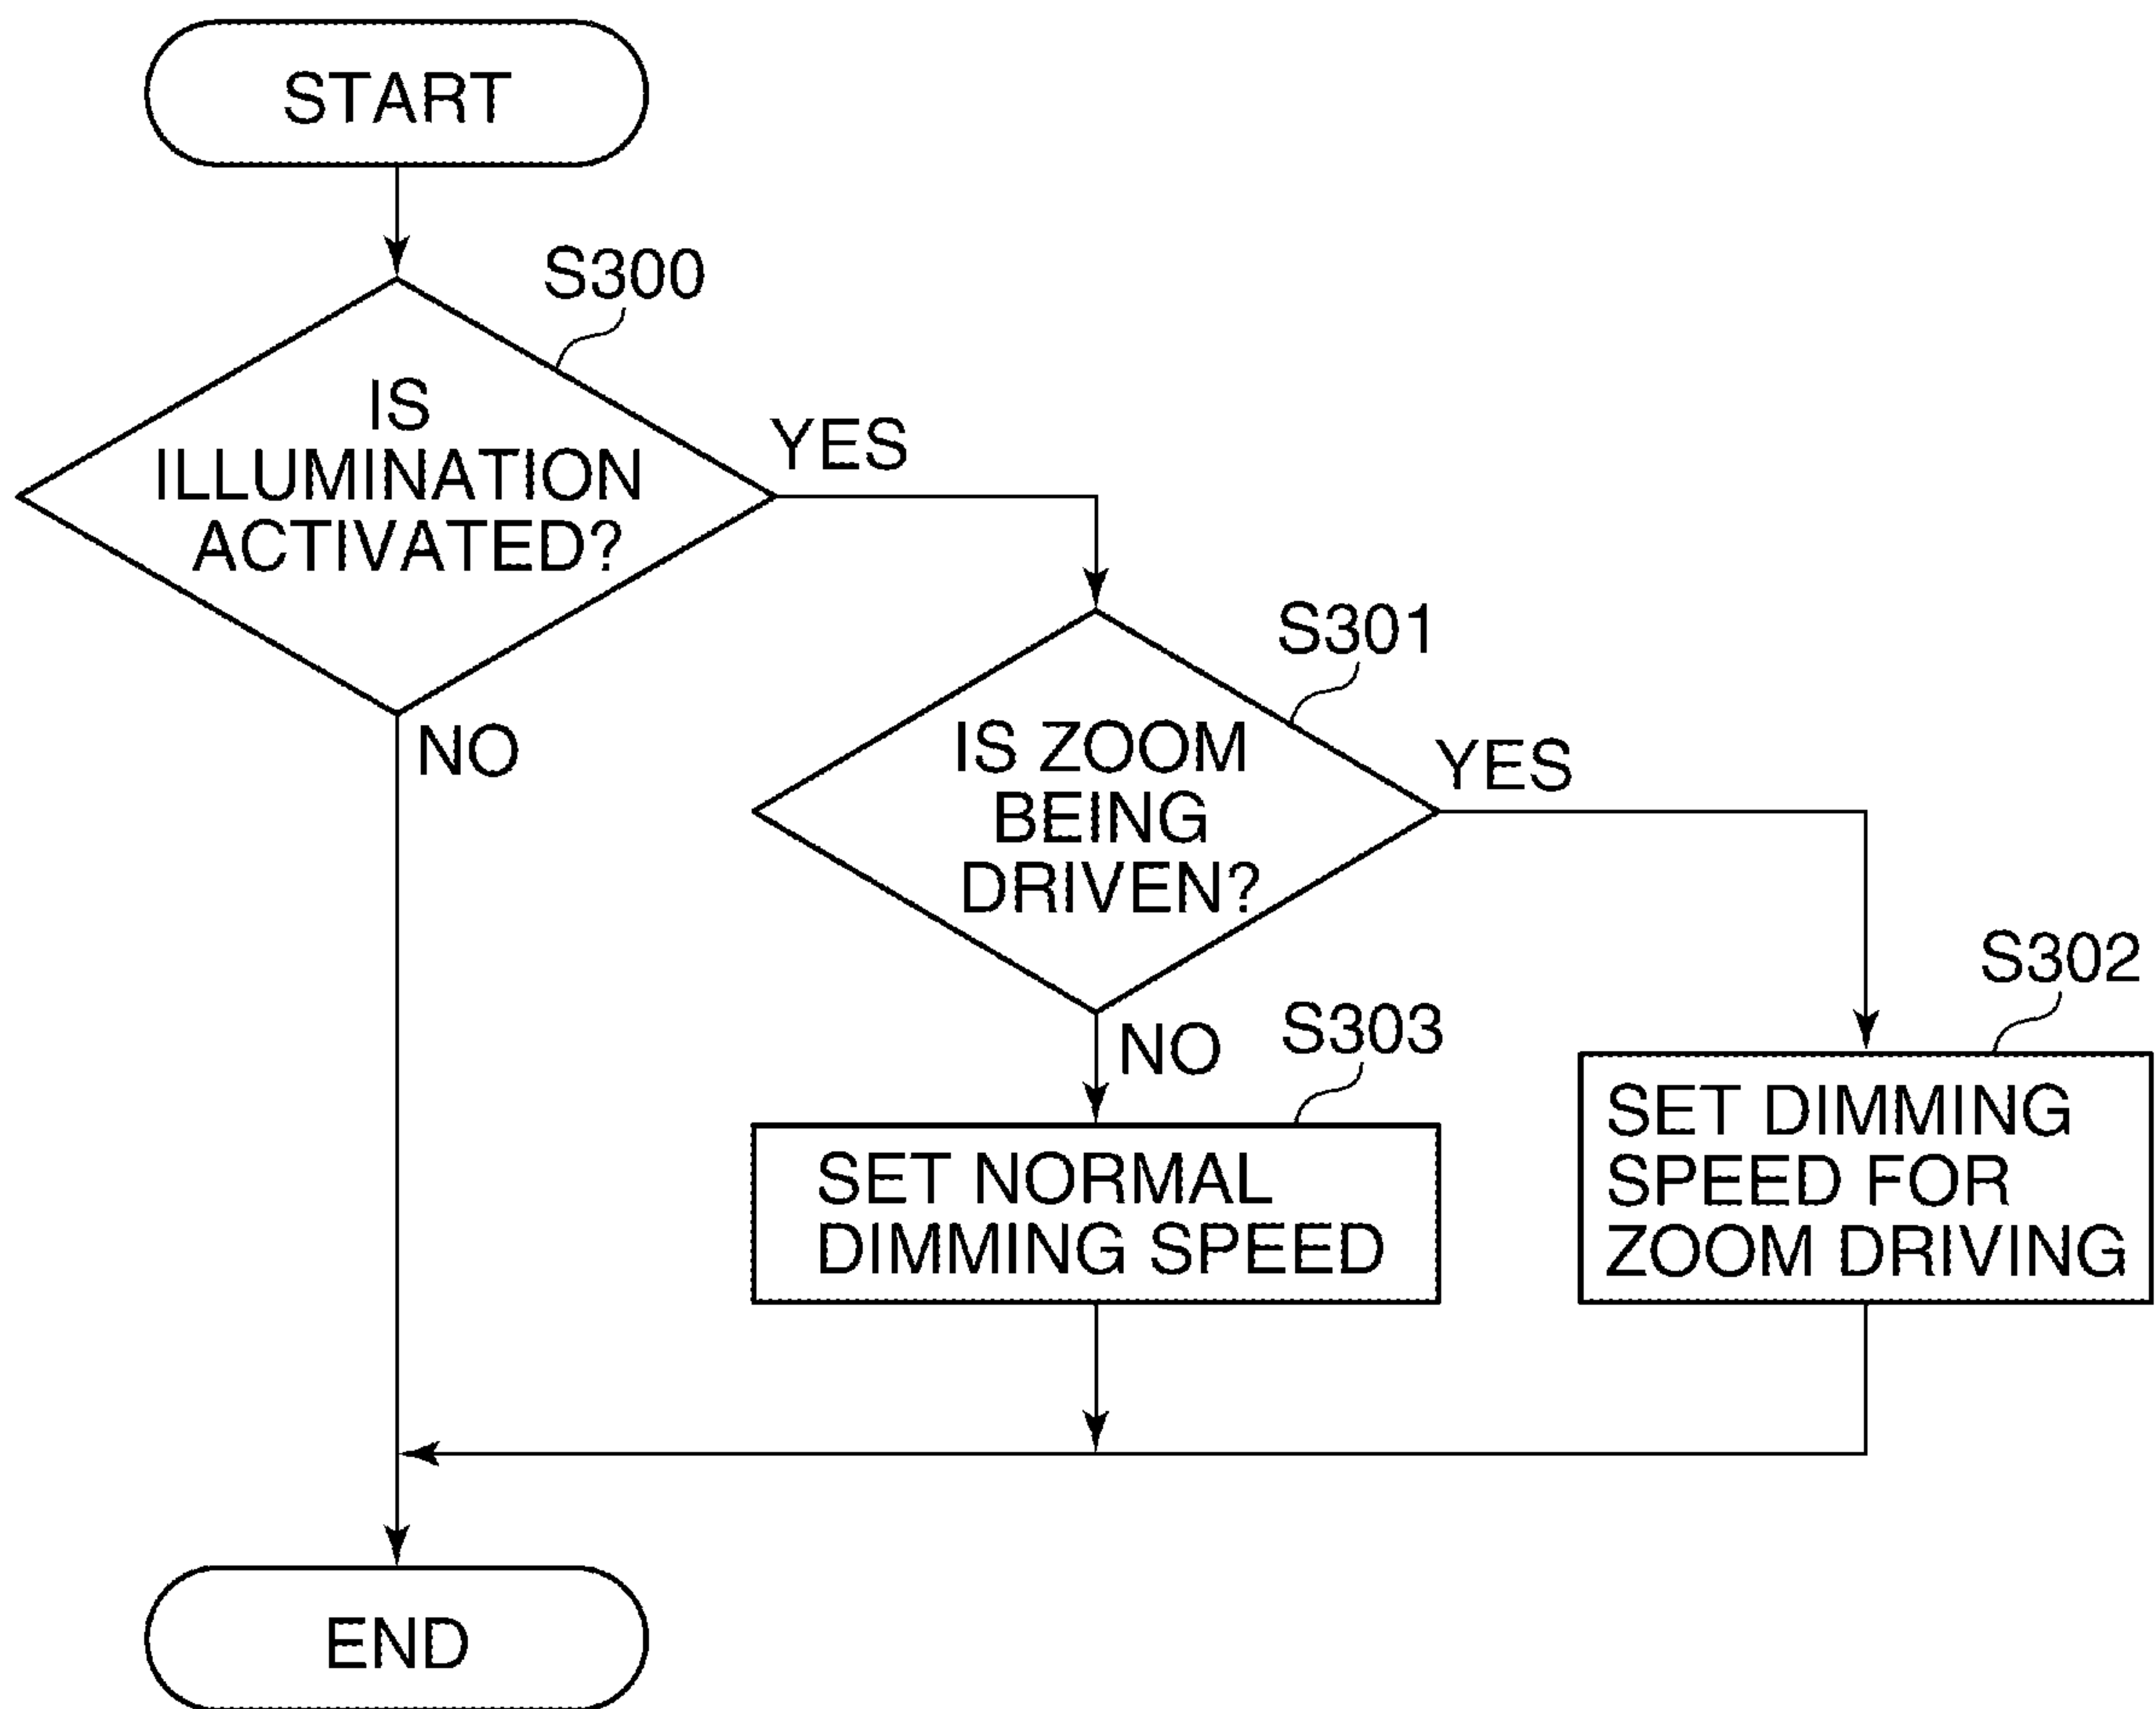 START
S300
IS
ILLUMINATION
ACTIVATED?
YES
NO
S301
IS ZOOM
BEING
DRIVEN?
YES
NO
S303
SET NORMAL
DIMMING SPEED
S302
SET DIMMING
SPEED FOR
ZOOM DRIVING
END